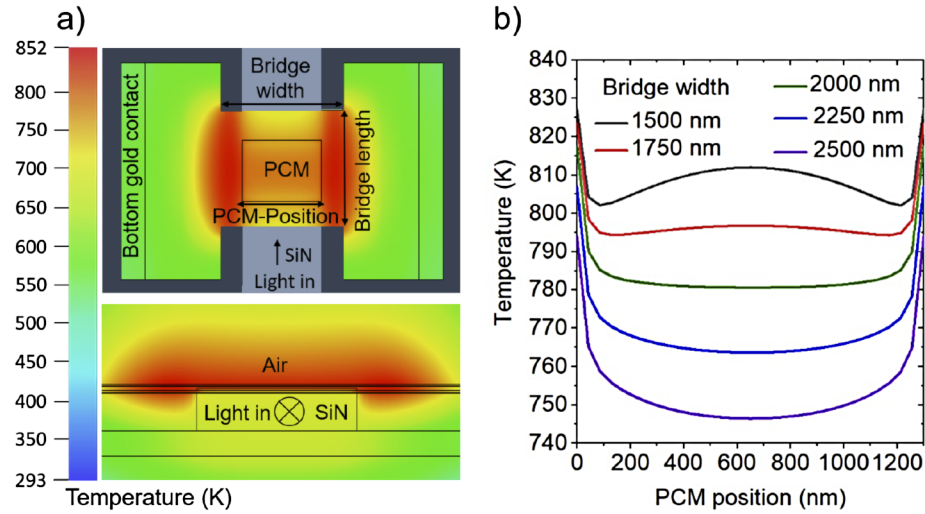 a)
852
800
750
700
650
600
550
500
450
400
350
293
Temperature (K)
Bottom gold contact
Bridge
width
Bridge length
PCM
PCM-Position
SiN
Light in
Air
Light in SiN
b)
840
830
820
810
800
790
780
770
760
750
740
Temperature (K)
Bridge width
1500 nm
1750 nm
2000 nm
2250 nm
2500 nm
0 200 400 600 800 1000 1200
PCM position (nm)